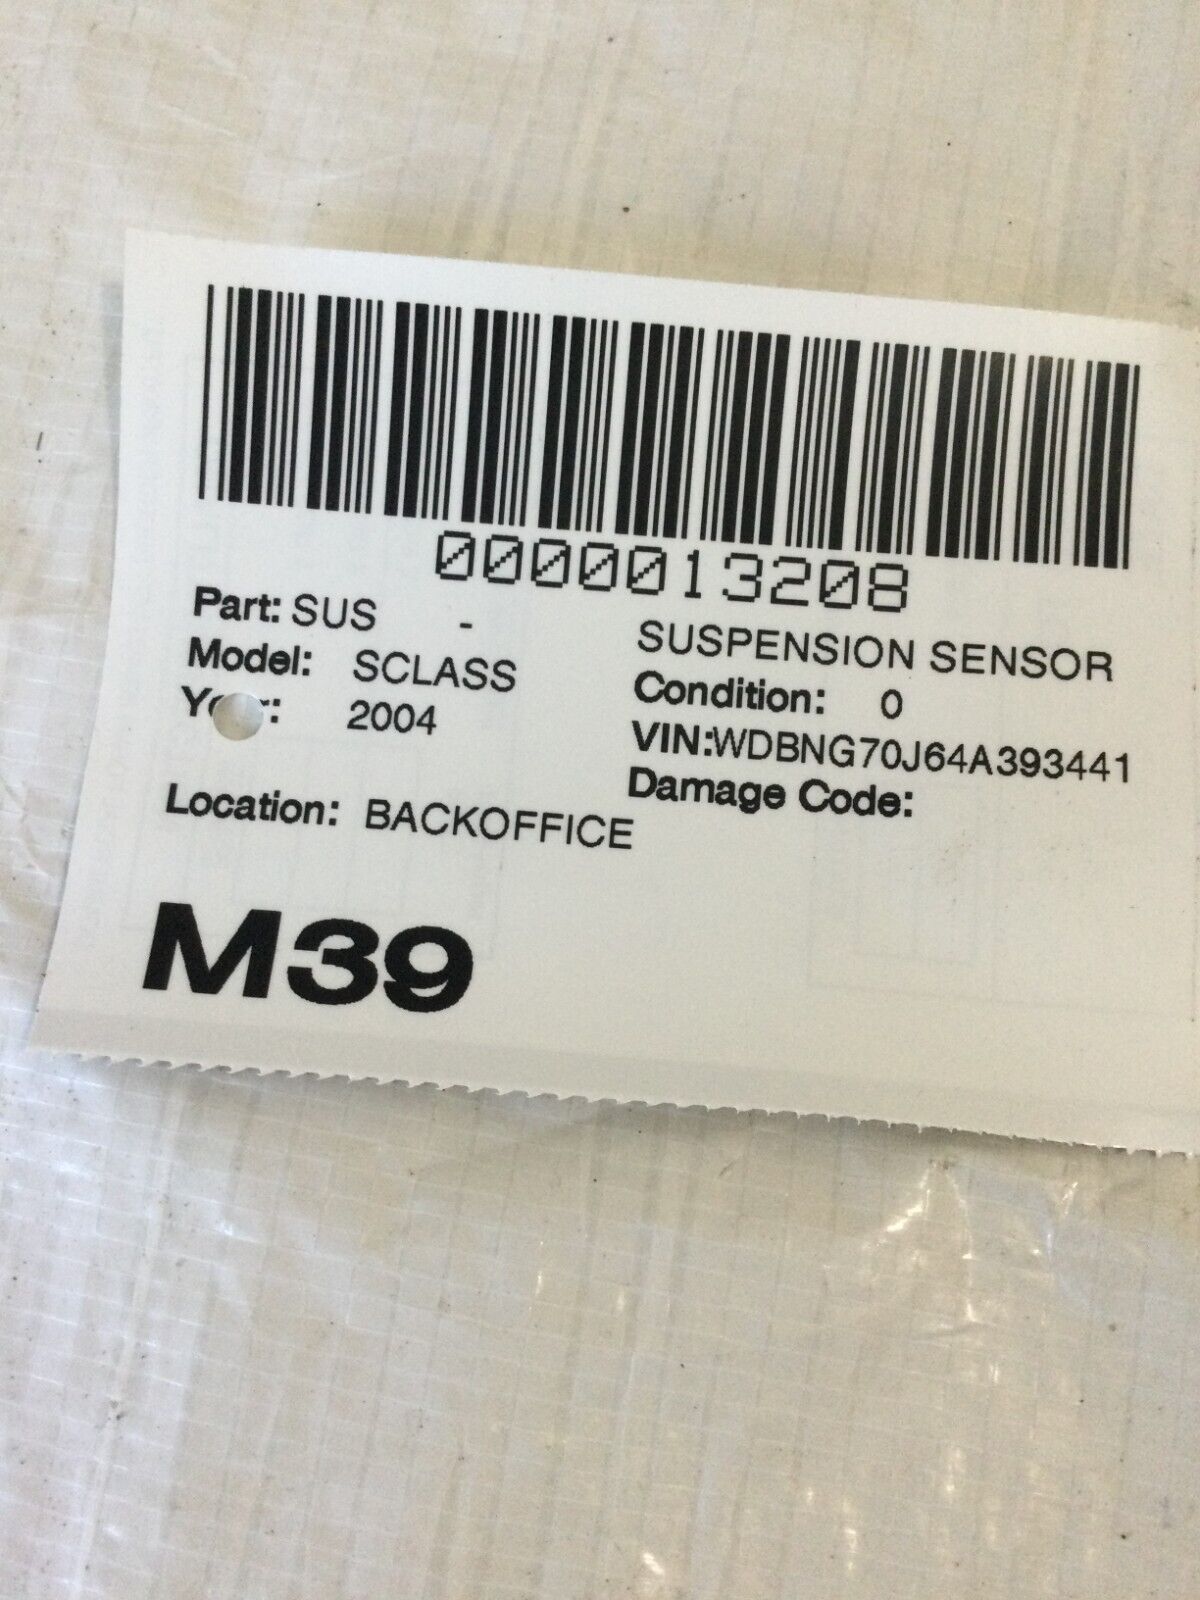 0000013208
Part: SUS - SUSPENSION SENSOR
Model: SCLASS Condition: 0
2004 VIN:WDBNG70J64A393441
Damage Code:
Location: BACKOFFICE
M39